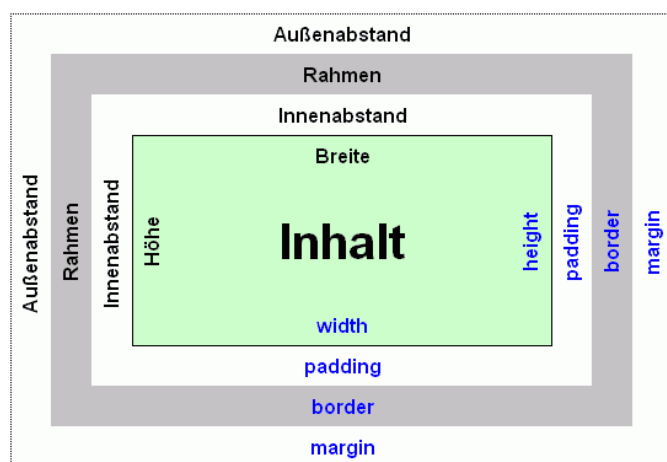 Außenabstand
Rahmen
Innenabstand
Breite
Außenabstand
Rahmen
Innenabstand
Höhe
Inhalt
height
padding
border
margin
width
padding
border
margin